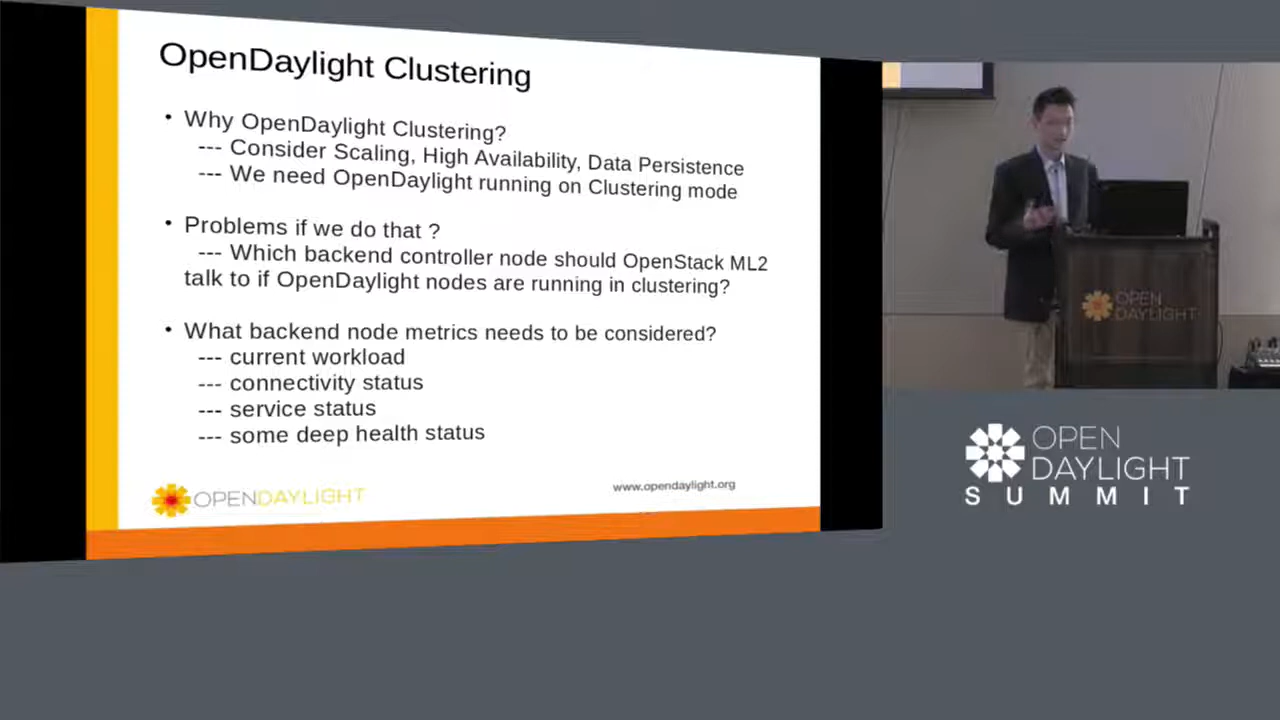 OpenDaylight Clustering
• Why OpenDaylight Clustering?
--- Consider Scaling, High Availability, Data Persistence
--- We need OpenDaylight running on Clustering mode
• Problems if we do that ?
--- Which backend controller node should OpenStack ML2
talk to if OpenDaylight nodes are running in clustering?
• What backend node metrics needs to be considered?
--- current workload
--- connectivity status
--- service status
--- some deep health status
OPENDAYLIGHT
www.opendaylight.org
OPEN
DAYLIGHT
OPEN
DAYLIGHT
SUMMIT